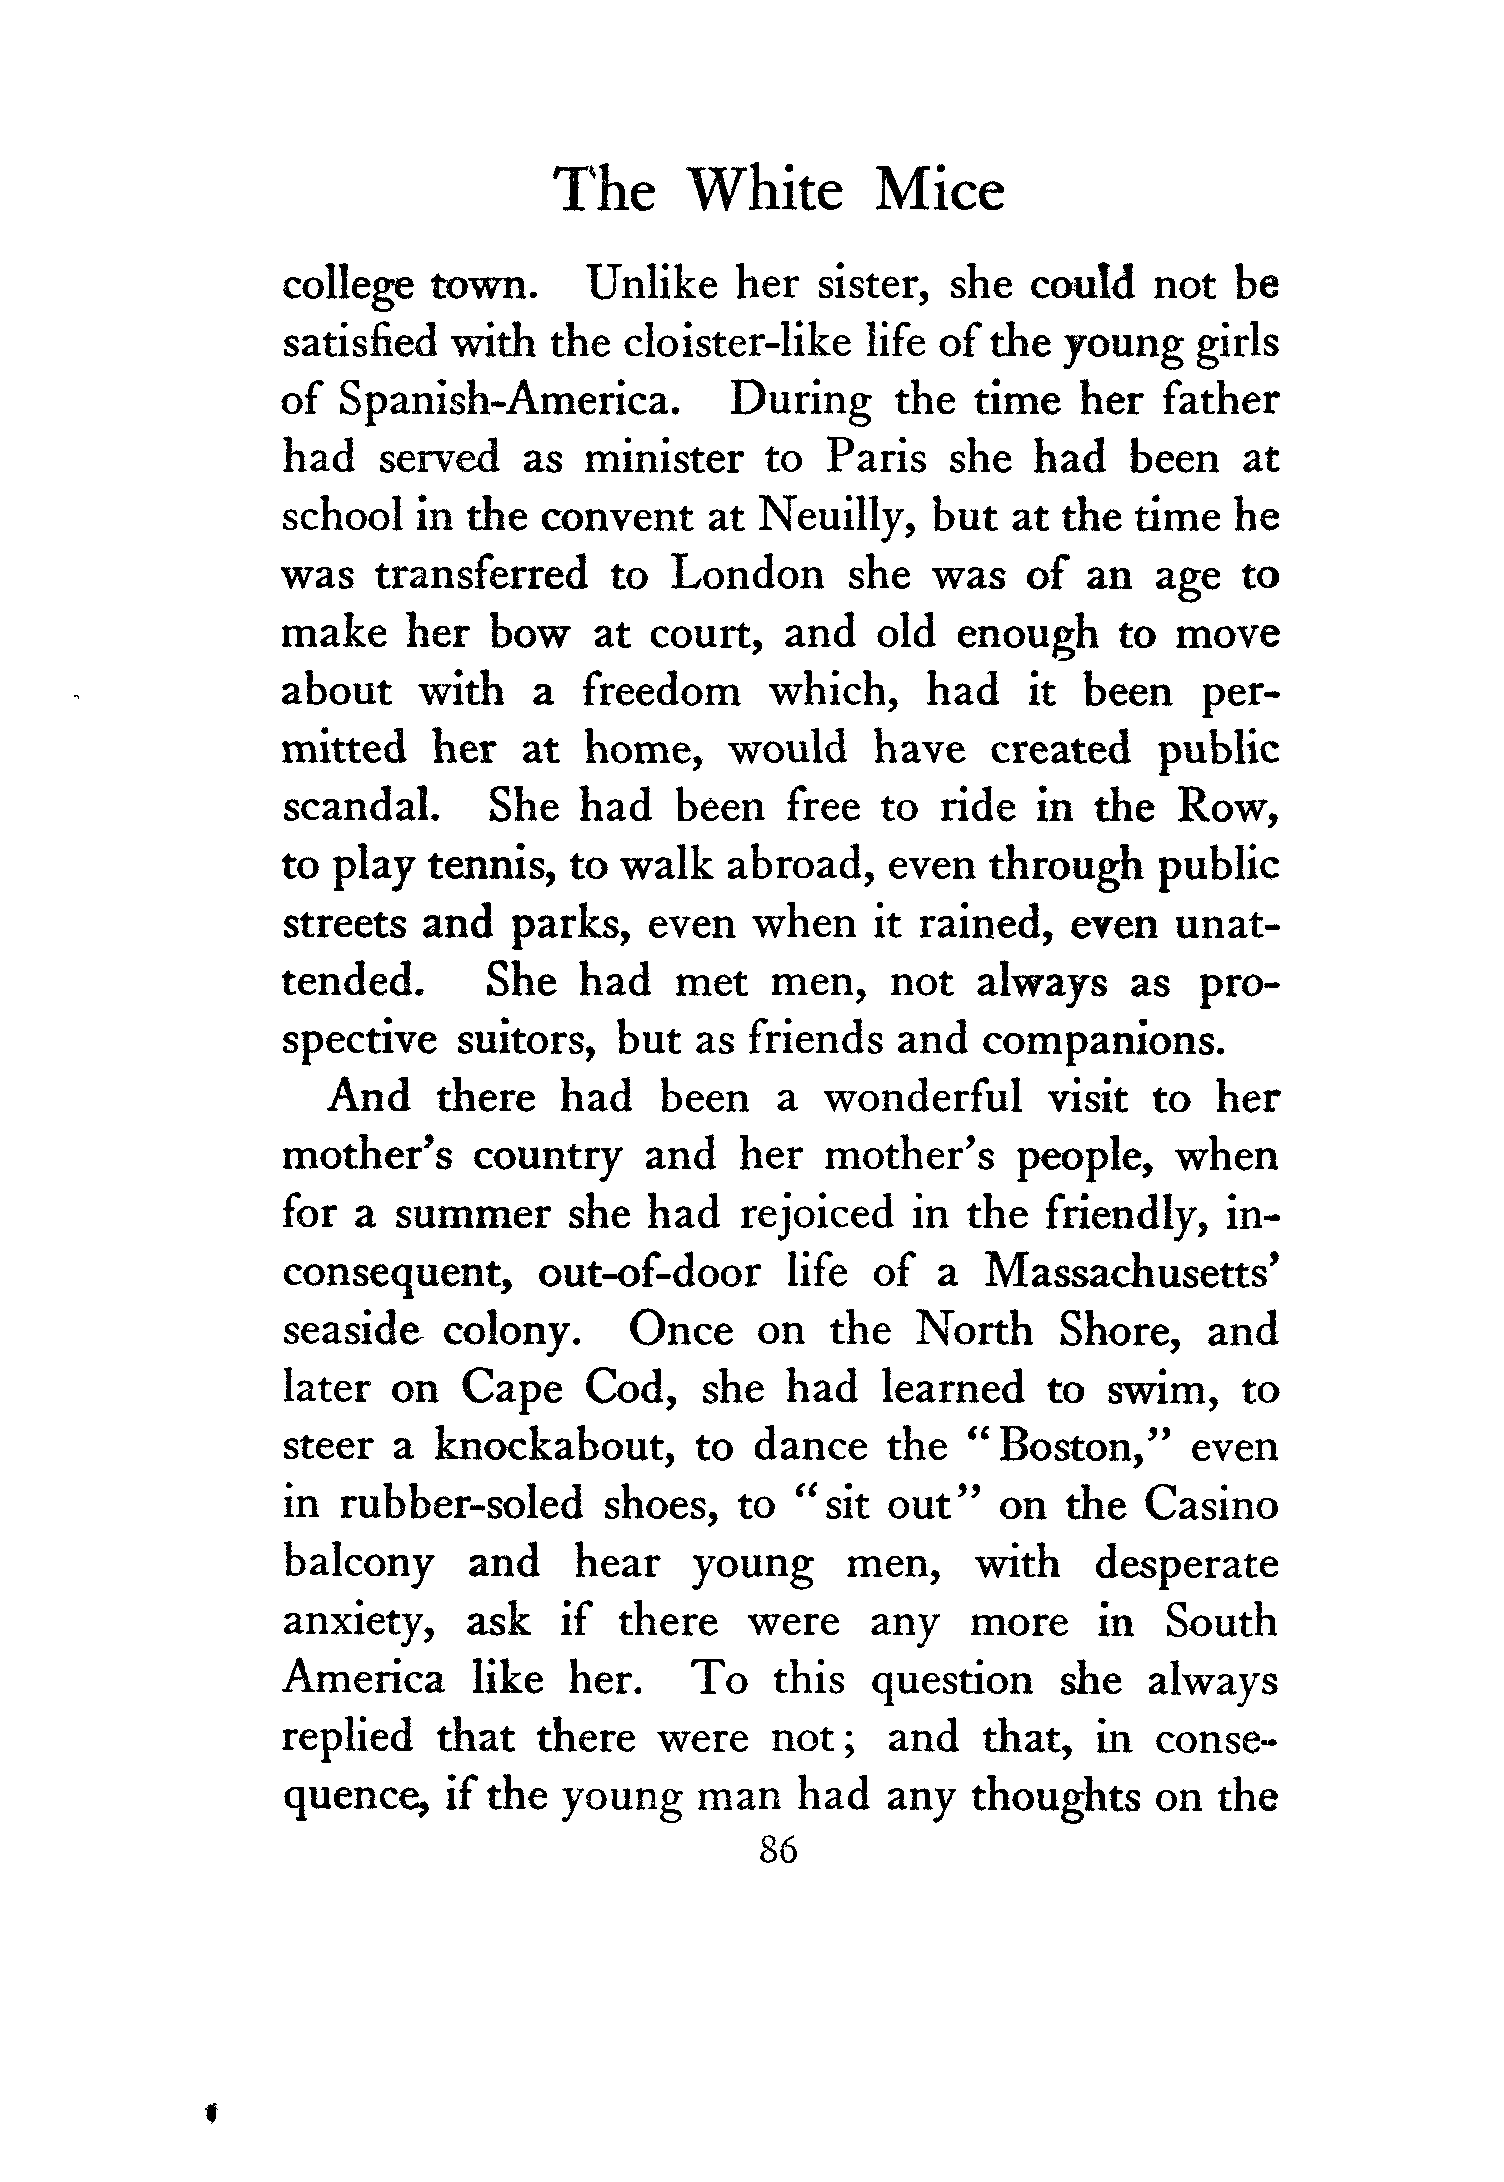 The White Mice
college town. Unlike her sister, she could not be
satisfied with the cloister-like life of the young girls
of Spanish-America. During the time her father
had served as minister to Paris she had been at
school in the convent at Neuilly, but at the time he
was transferred to London she was of an age to
make her bow at court, and old enough to move
about with a freedom which, had it been per-
mitted her at home, would have created public
scandal. She had been free to ride in the Row,
to play tennis, to walk abroad, even through public
streets and parks, even when it rained, even unat-
tended. She had met men, not always as pro-
spective suitors, but as friends and companions.
And there had been a wonderful visit to her
mother's country and her mother's people, when
for a summer she had rejoiced in the friendly, in-
consequent, out-of-door life of a Massachusetts'
seaside colony. Once on the North Shore, and
later on Cape Cod, she had learned to swim, to
steer a knockabout, to dance the "Boston," even
in rubber-soled shoes, to "sit out" on the Casino
balcony and hear young men, with desperate
anxiety, ask if there were any more in South
America like her. To this question she always
replied that there were not; and that, in conse-
quence, if the young man had any thoughts on the
86